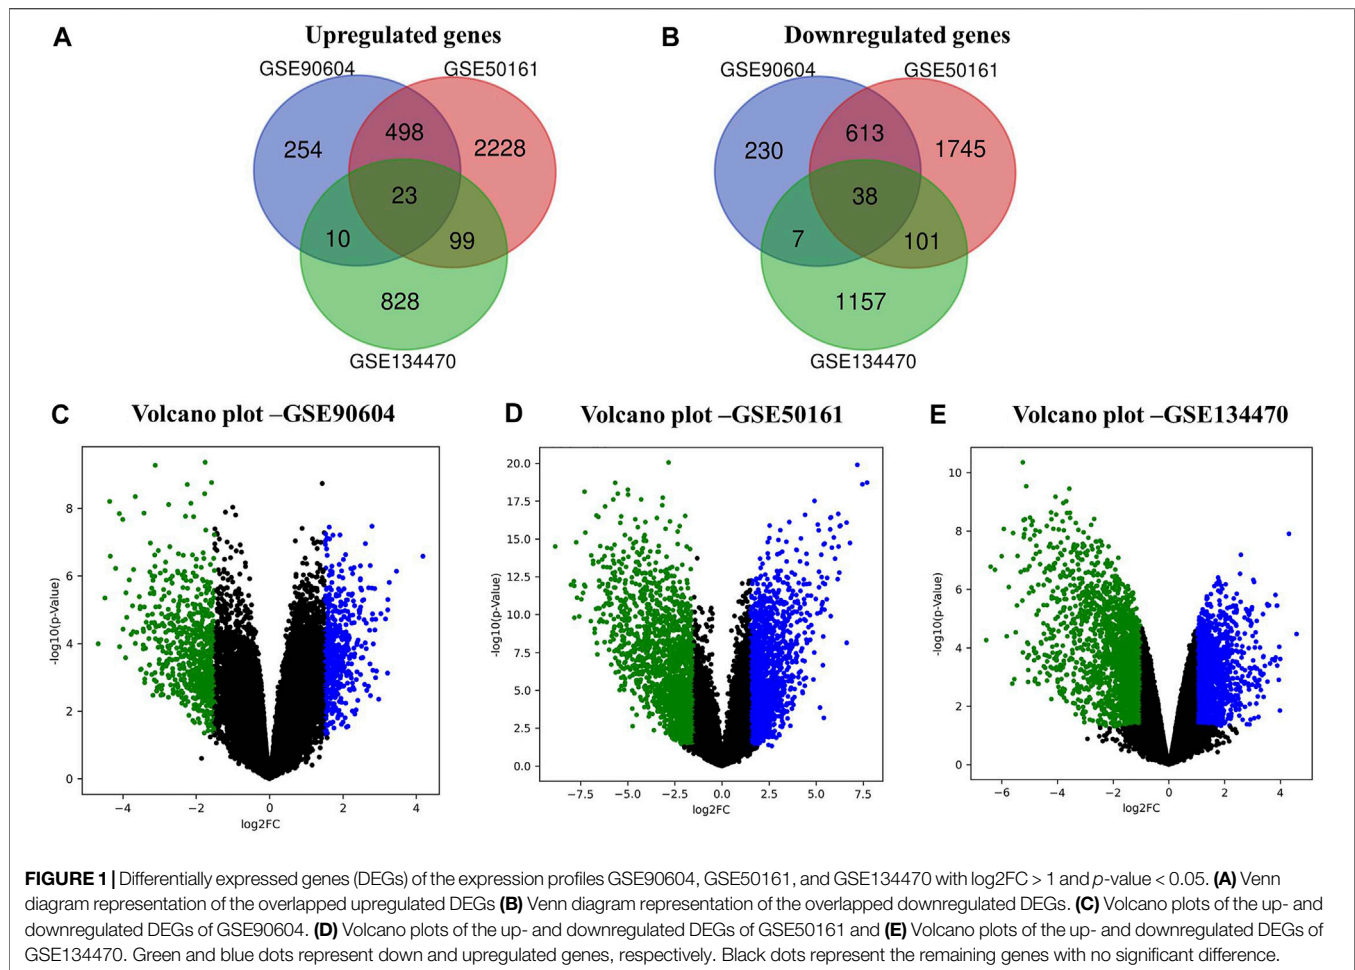 A
Upregulated genes
GSE90604
GSE50161
254
498
2228
23
10
99
828
GSE134470
B
Downregulated genes
GSE90604
GSE50161
230
613
1745
38
7
101
1157
GSE134470
C
Volcano plot –GSE90604
-log10(p-Value)
8
6
4
2
0
−4
−2
0
2
4
log2FC
D
Volcano plot –GSE50161
-log10(p-Value)
20.0
17.5
15.0
12.5
10.0
7.5
5.0
2.5
0.0
−7.5
−5.0
−2.5
0.0
2.5
5.0
7.5
log2FC
E
Volcano plot –GSE134470
-log10(p-Value)
10
8
6
4
2
0
−6
−4
−2
0
2
4
log2FC
FIGURE 1 | Differentially expressed genes (DEGs) of the expression profiles GSE90604, GSE50161, and GSE134470 with log2FC > 1 and p-value < 0.05. (A) Venn
diagram representation of the overlapped upregulated DEGs (B) Venn diagram representation of the overlapped downregulated DEGs. (C) Volcano plots of the up- and
downregulated DEGs of GSE90604. (D) Volcano plots of the up- and downregulated DEGs of GSE50161 and (E) Volcano plots of the up- and downregulated DEGs of
GSE134470. Green and blue dots represent down and upregulated genes, respectively. Black dots represent the remaining genes with no significant difference.